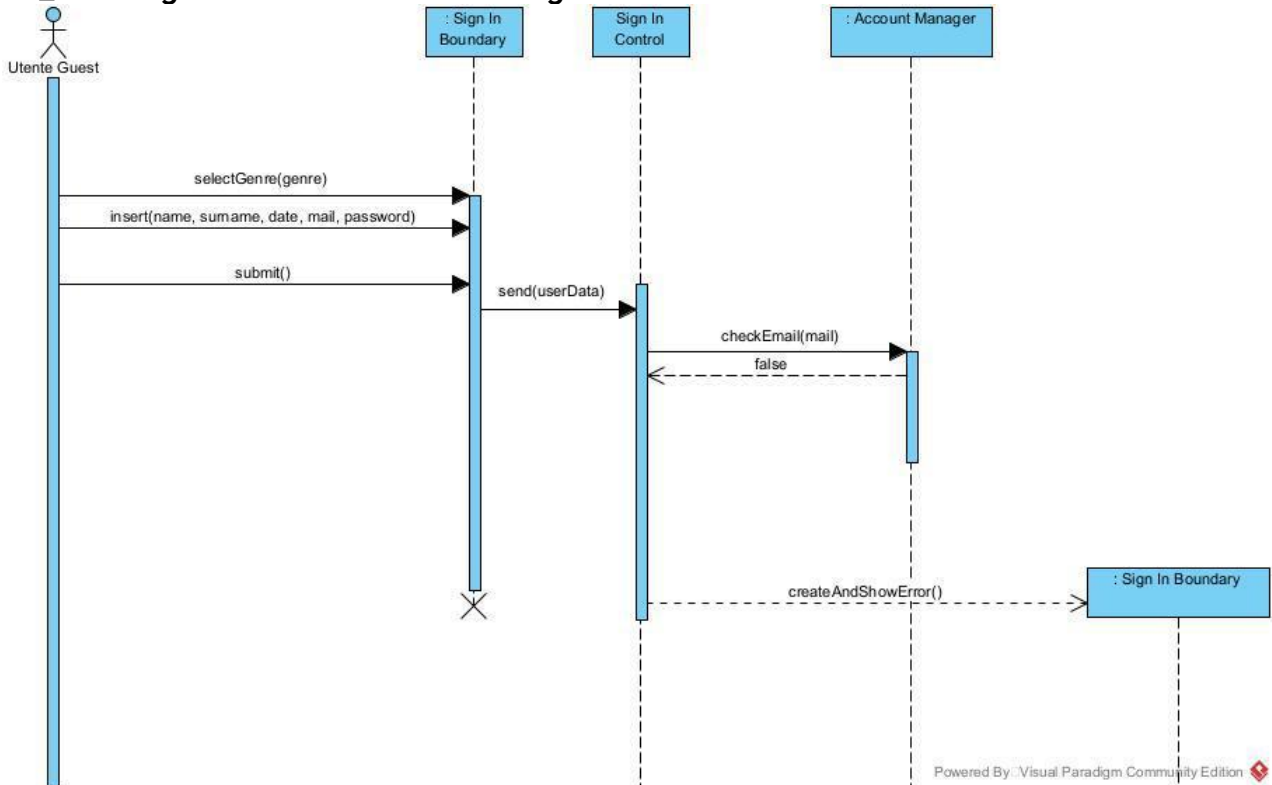 : Sign In
Boundary
Sign In
Control
: Account Manager
Utente Guest
selectGenre(genre)
insert(name, surname, date, mail, password)
submit()
send(userData)
checkEmail(mail)
false
createAndShowError()
: Sign In Boundary
Powered By Visual Paradigm Community Edition